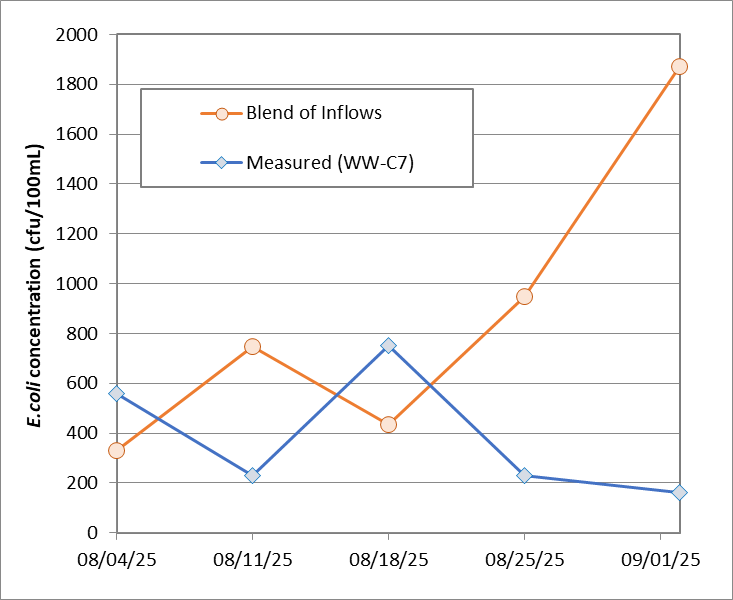 2000
1800
1600
1400
1200
1000
800
600
400
200
0
E.coli concentration (cfu/100mL)
Blend of Inflows
Measured (WW-C7)
08/04/25 08/11/25 08/18/25 08/25/25 09/01/25